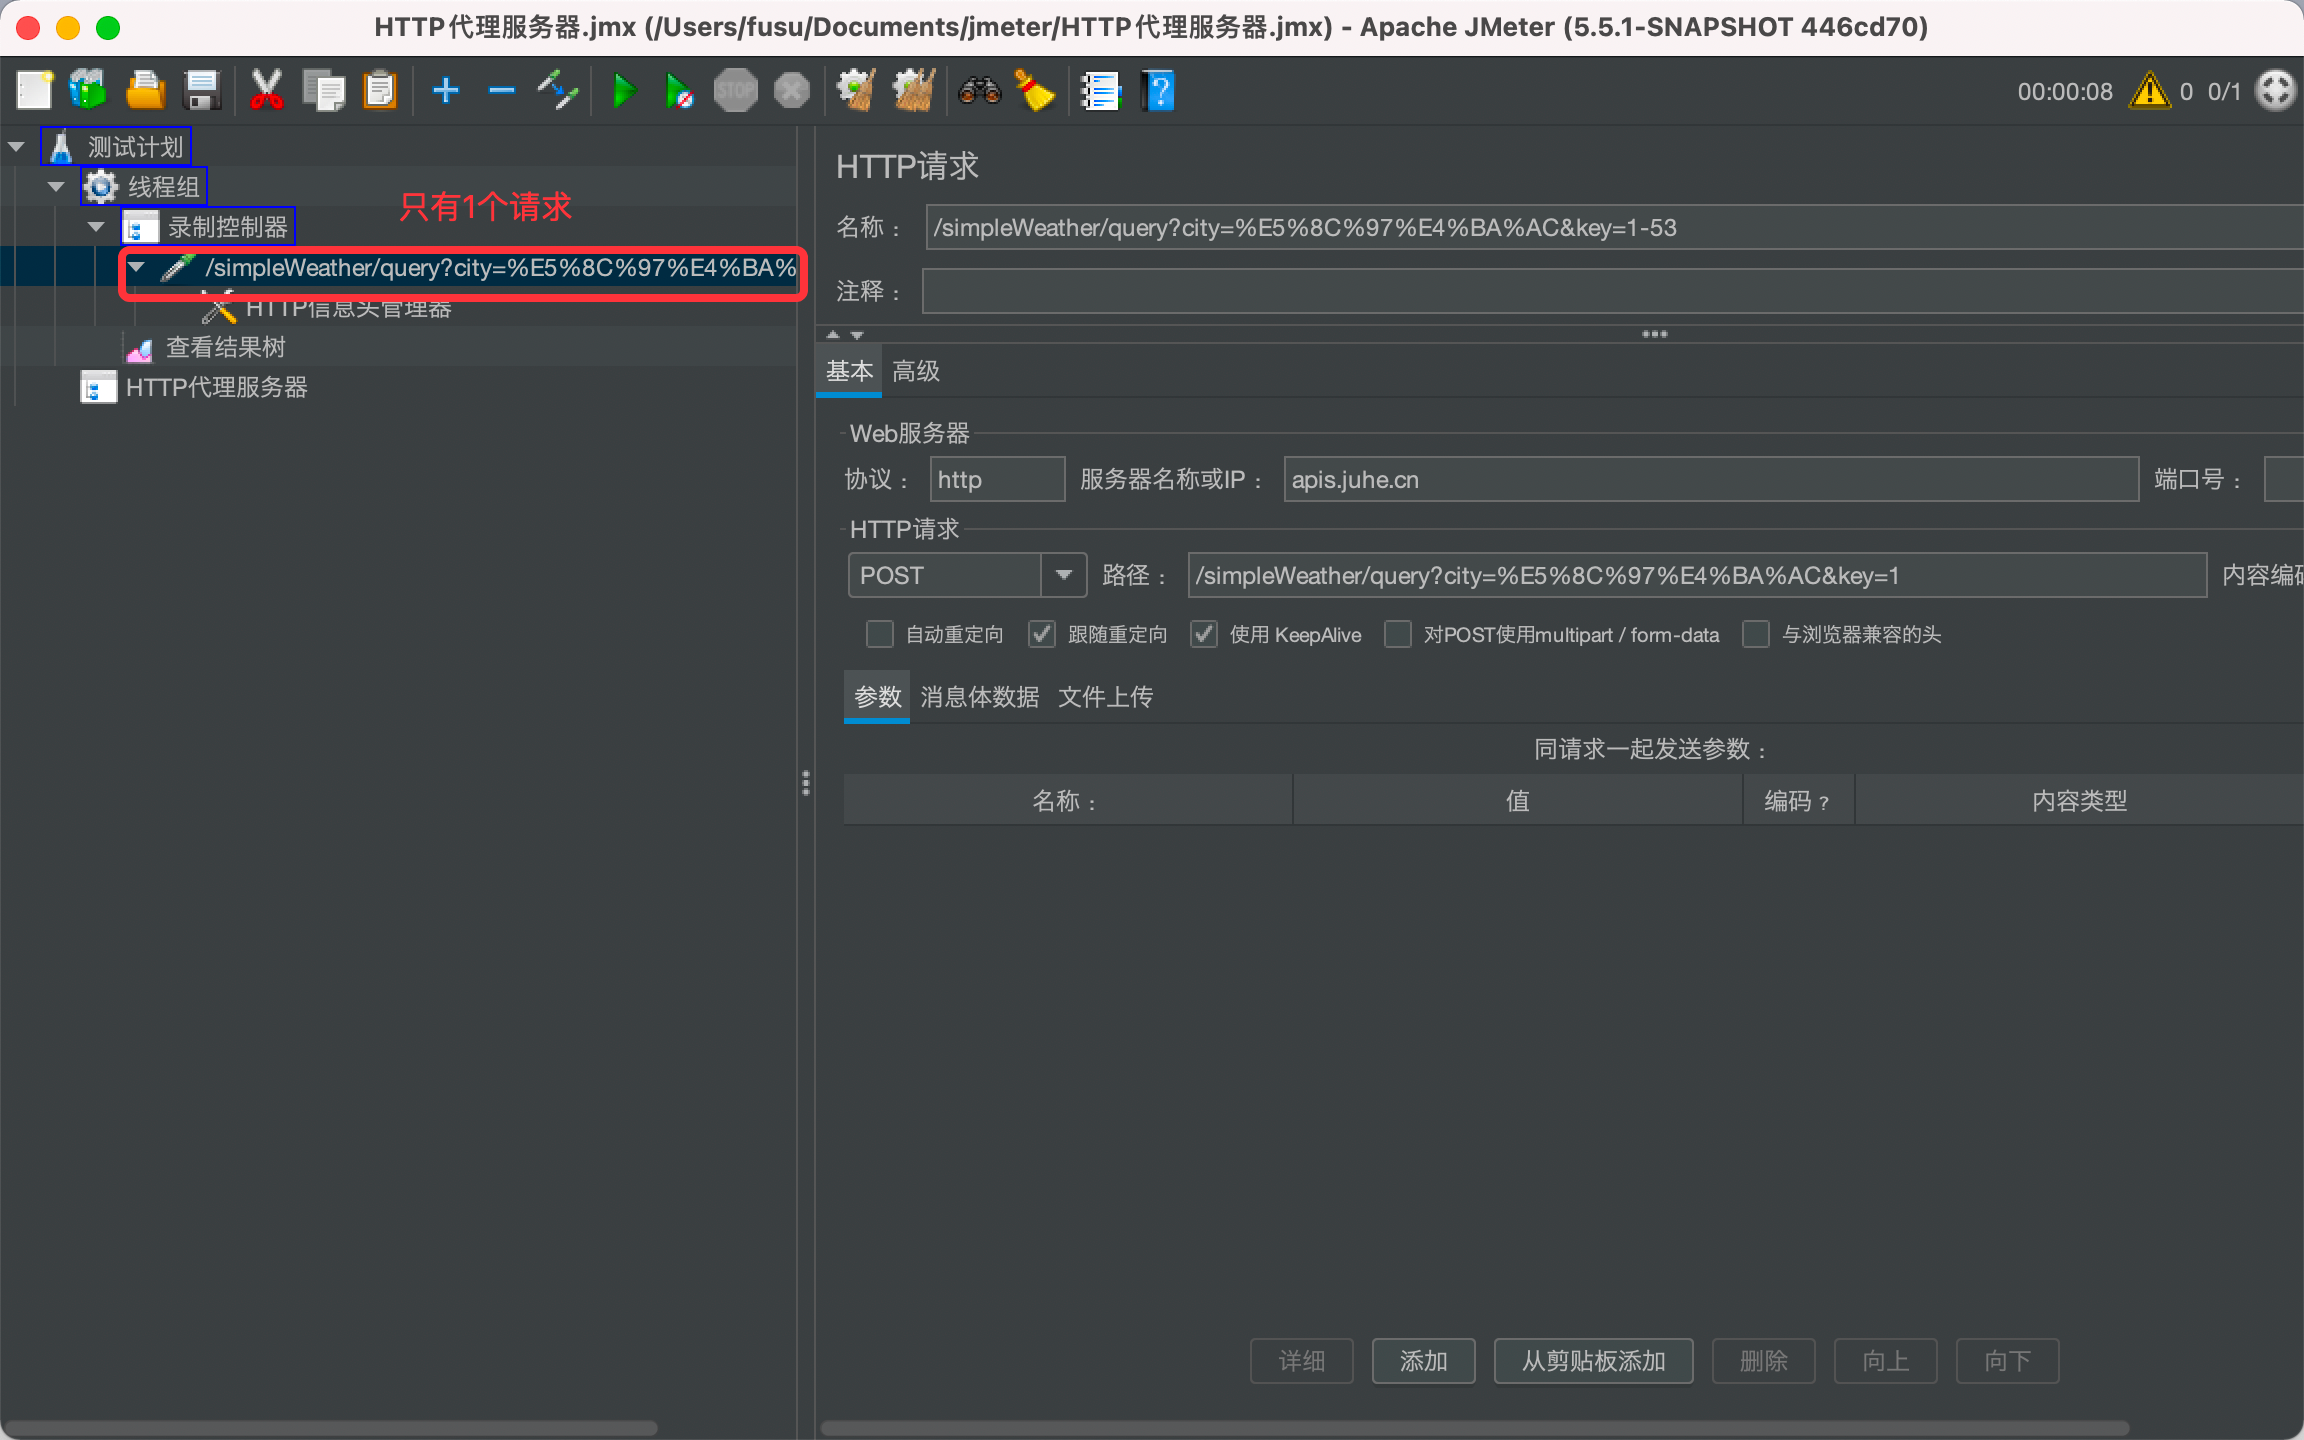 HTTP代理服务器.jmx (/Users/fusu/Documents/jmeter/HTTP代理服务器.jmx) - Apache JMeter (5.5.1-SNAPSHOT 446cd70)
STOP
?
00:00:08
0
0/1
测试计划
线程组
录制控制器
只有1个请求
/simpleWeather/query?city=%E5%8C%97%E4%BA%
HTTP信息头管理器
查看结果树
HTTP代理服务器
HTTP请求
名称：
/simpleWeather/query?city=%E5%8C%97%E4%BA%AC&key=1-53
注释：
基本
高级
Web服务器
协议：
http
服务器名称或IP：
apis.juhe.cn
端口号：
HTTP请求
POST
路径：
/simpleWeather/query?city=%E5%8C%97%E4%BA%AC&key=1
内容编码
自动重定向
跟随重定向
使用 KeepAlive
对POST使用multipart / form-data
与浏览器兼容的头
参数
消息体数据
文件上传
同请求一起发送参数：
名称：
值
编码？
内容类型
详细
添加
从剪贴板添加
删除
向上
向下